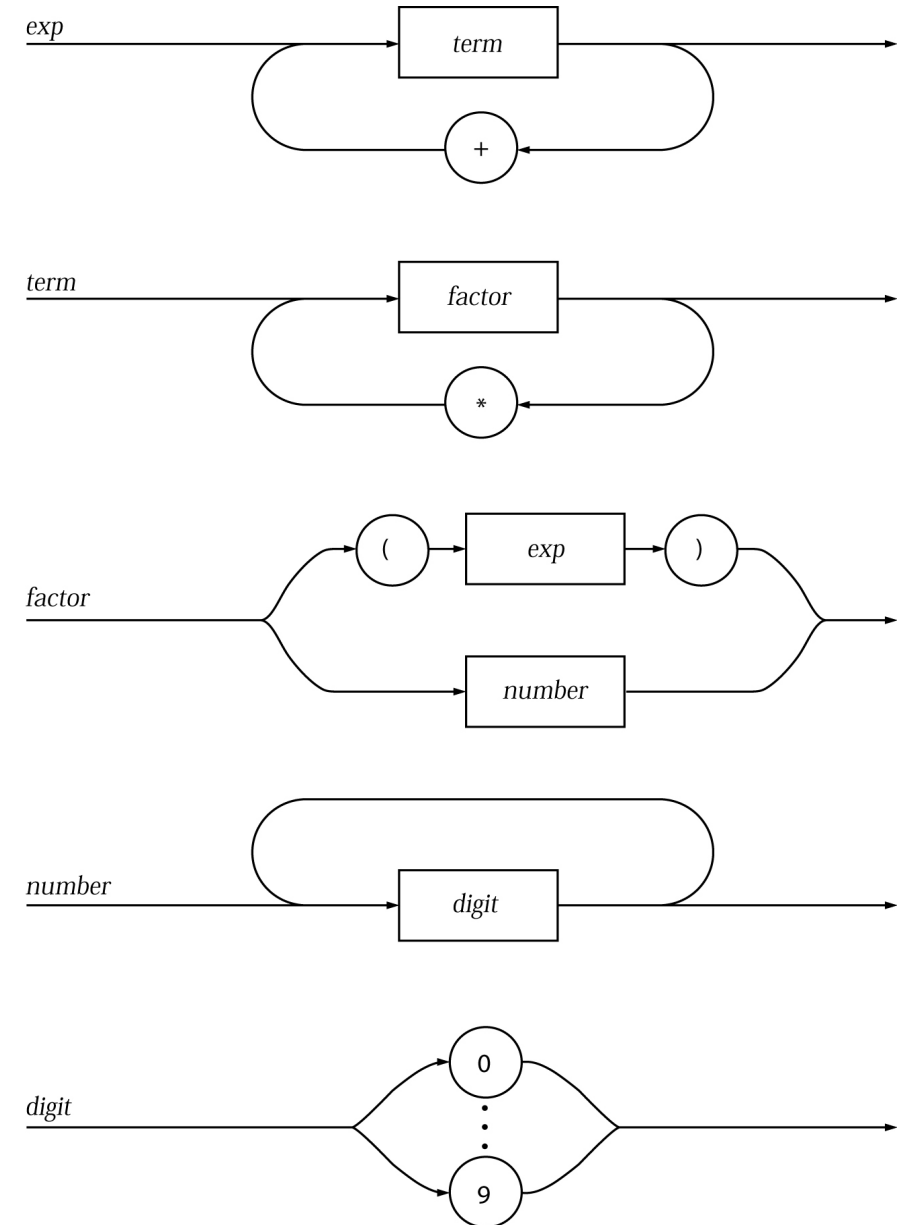 exp
term
+
term
factor
*
( exp )
factor
number
number
digit
0
digit
9